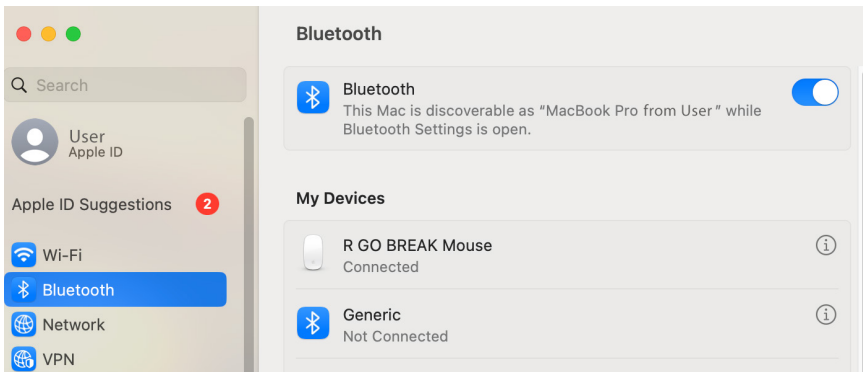 Search
User
Apple ID
Apple ID Suggestions 2
Wi-Fi
Bluetooth
Network
VPN
Bluetooth
Bluetooth
This Mac is discoverable as “MacBook Pro from User” while
Bluetooth Settings is open.
My Devices
R GO BREAK Mouse
Connected
Generic
Not Connected